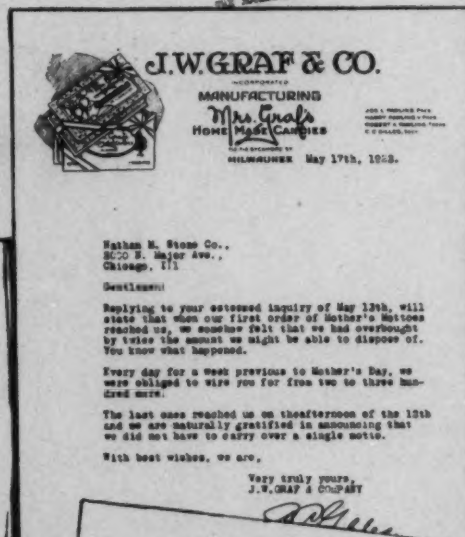 J.W. GRAF & CO.
INCORPORATED
MANUFACTURING
Mrs. Graf's
HOME MADE CANDIES
MILWAUKEE May 17th, 1923.
Nathan M. Stone Co.,
N. Major Ave.,
Chicago, Ill
Gentlemen:
Replying to your esteemed inquiry of May 13th, will
state that when our first order of Mother's Mottoes
reached us, we somehow felt that we had overbought
by twice the amount we might be able to dispose of.
You know what happened.
Every day for a week previous to Mother's Day, we
were obliged to wire you for from two to three hun-
dred more.
The last ones reached us on theafternoon of the 12th
and we are naturally gratified in announcing that
we did not have to carry over a single motto.
With best wishes, we are,
Very truly yours,
J.W.GRAF & COMPANY